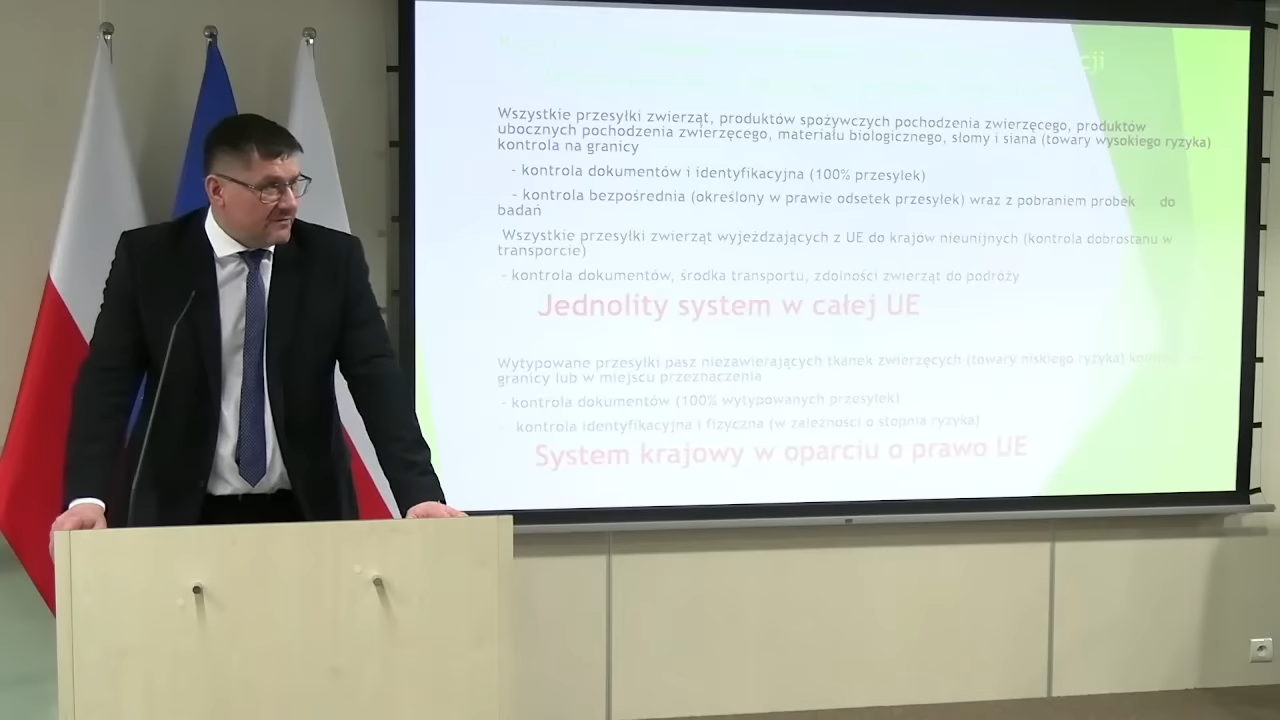 cji
Wszystkie przesyłki zwierząt, produktów spożywczych pochodzenia zwierzęcego, produktów
ubocznych pochodzenia zwierzęcego, materiału biologicznego, słomy i siana (towary wysokiego ryzyka)
kontrola na granicy
- kontrola dokumentów i identyfikacyjna (100% przesyłek)
- kontrola bezpośrednia (określony w prawie odsetek przesyłek) wraz z pobraniem próbek do
badań
Wszystkie przesyłki zwierząt wyjeżdżających z UE do krajów nieunijnych (kontrola dobrostanu w
transporcie)
- kontrola dokumentów, środka transportu, zdolności zwierząt do podróży
Jednolity system w całej UE
Wytypowane przesyłki pasz niezawierających tkanek zwierzęcych (towary niskiego ryzyka)
granicy lub w miejscu przeznaczenia
- kontrola dokumentów (100% wytypowanych przesyłek)
- kontrola identyfikacyjna i fizyczna (w zależności o stopnia ryzyka)
System krajowy w oparciu o prawo UE